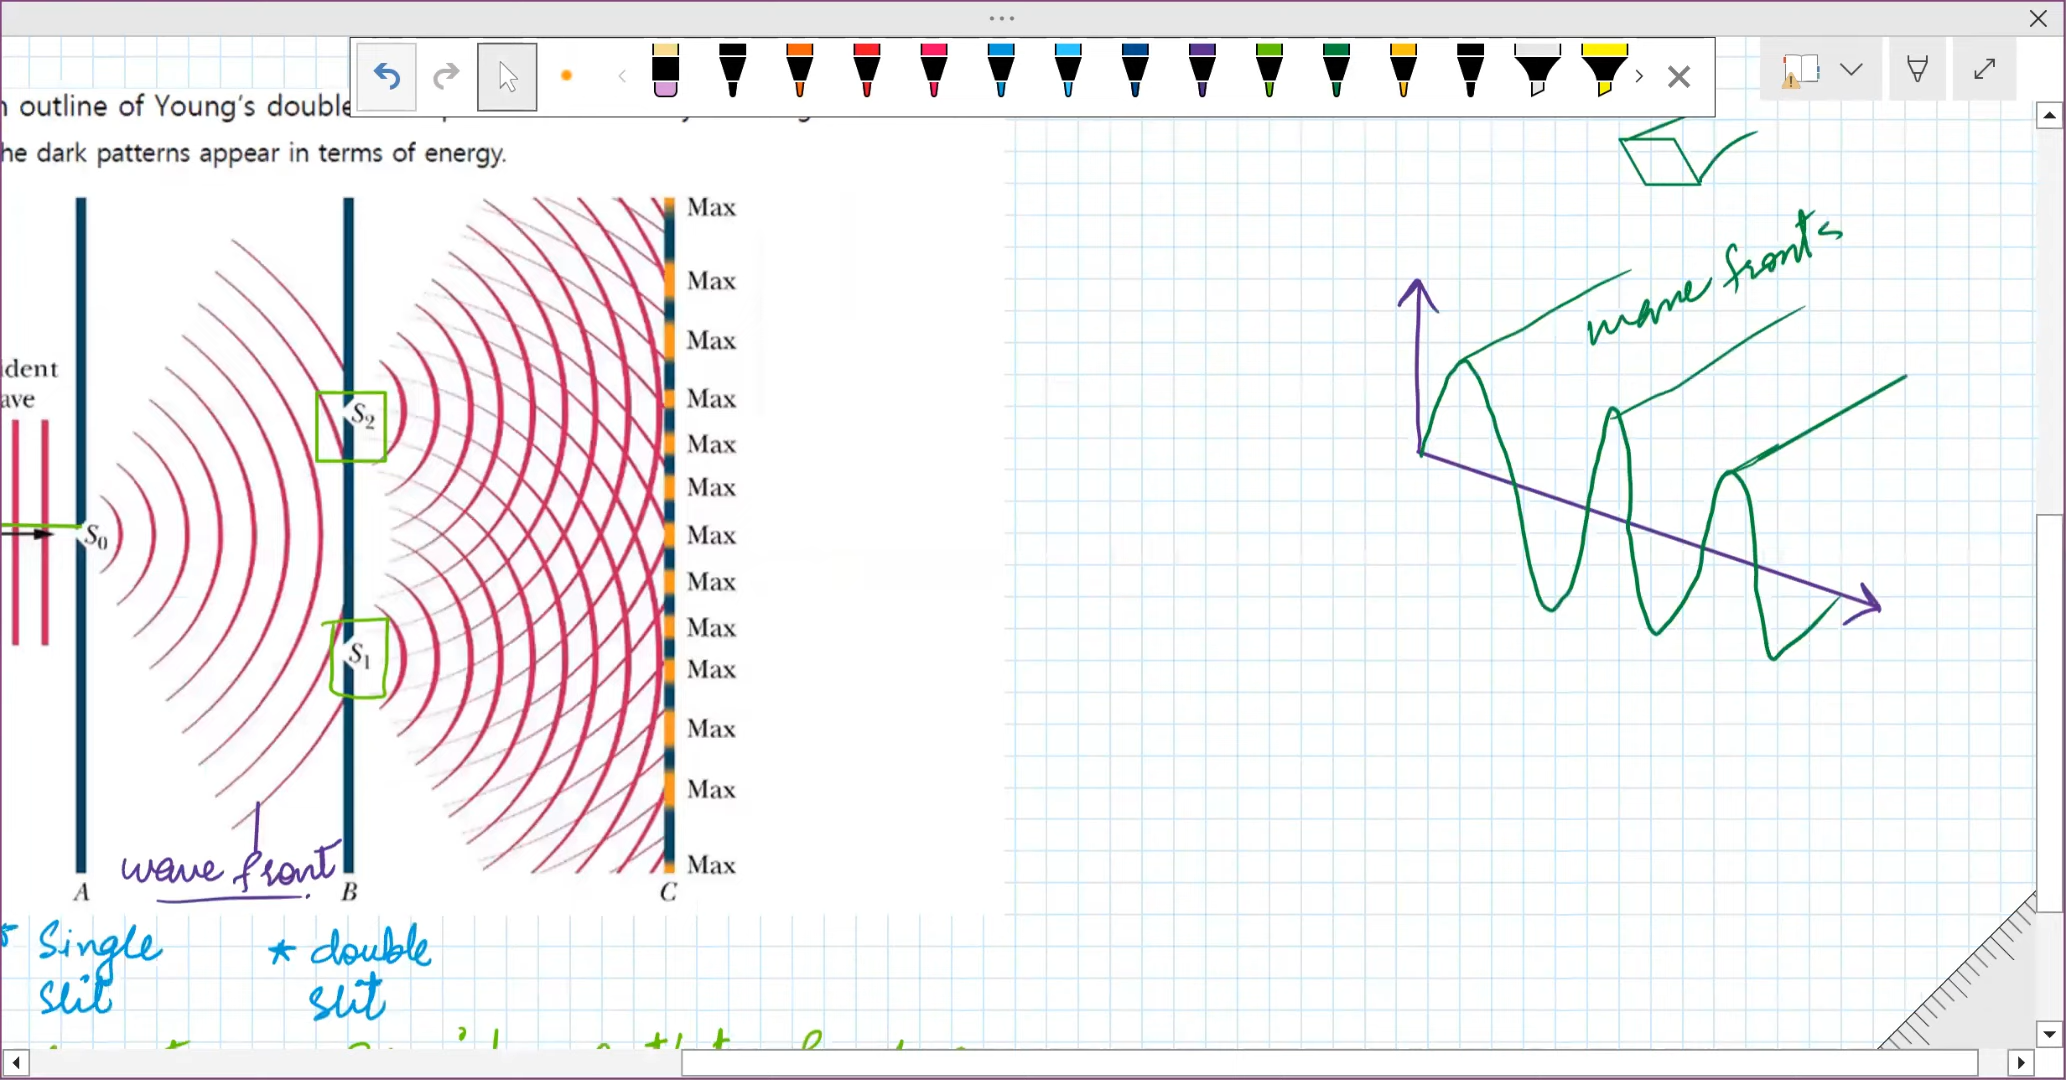 n outline of Young's double
he dark patterns appear in terms of energy.
ident
ave
S0
S2
S1
Max
Max
Max
Max
Max
Max
Max
Max
Max
Max
Max
Max
Max
wave front
A
B
C
wave fronts
* Single
slit
* double
slit